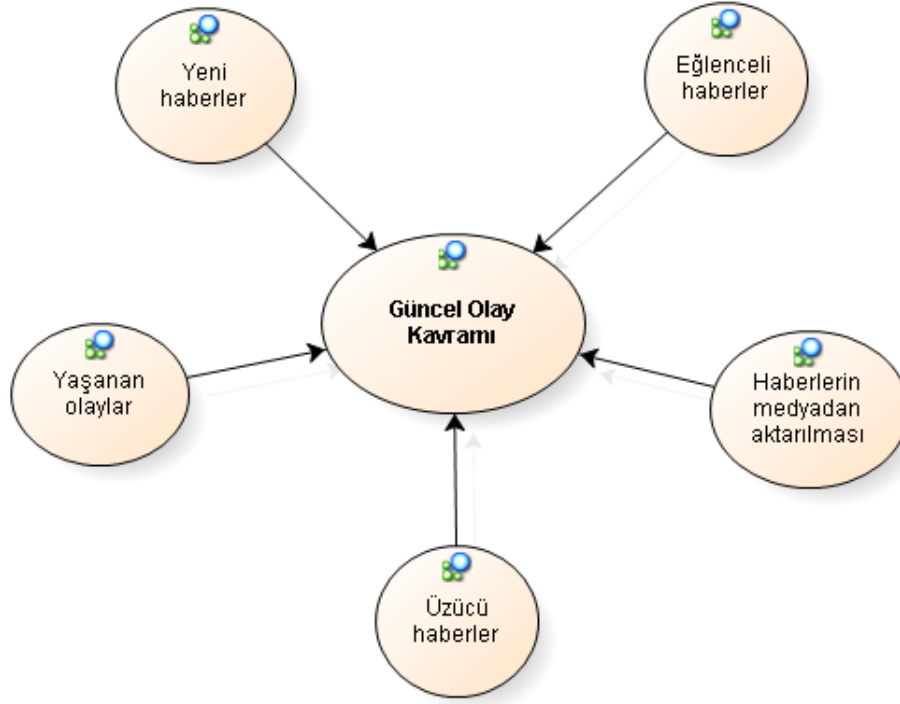 Yeni
haberler
Eğlenceli
haberler
Güncel Olay
Kavramı
Yaşanan
olaylar
Haberlerin
medyadan
aktarılması
Üzücü
haberler